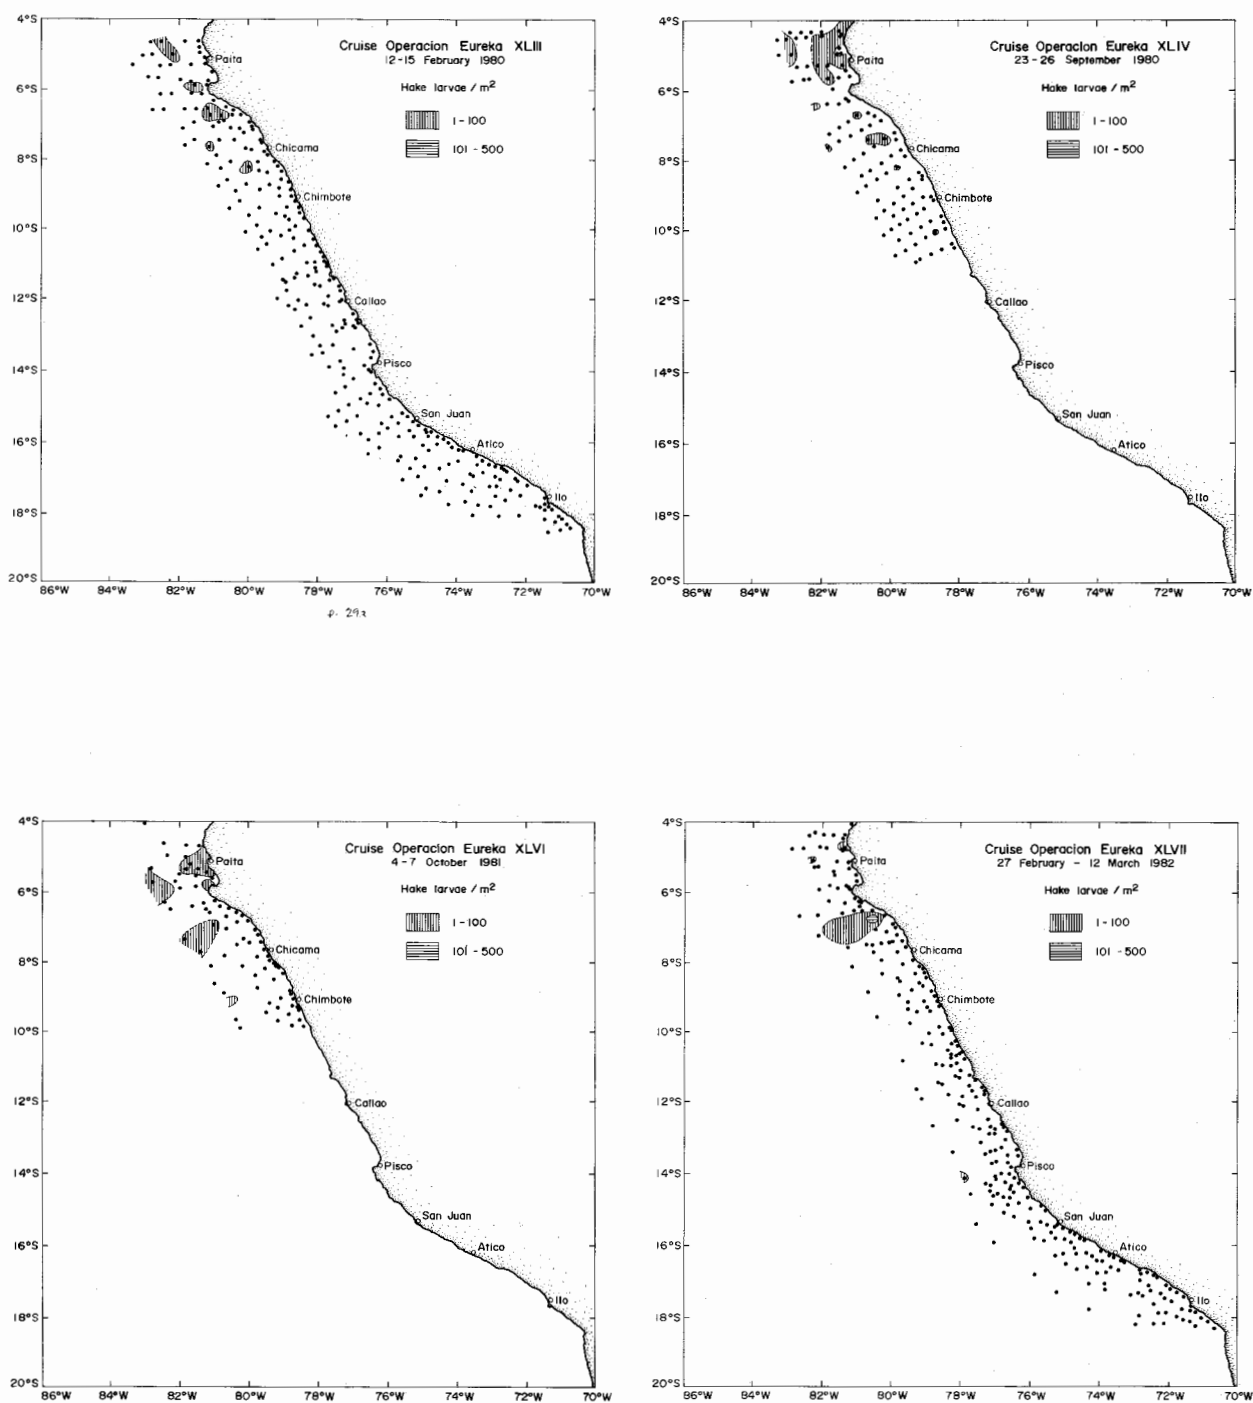 Cruise Operacion Eureka XLIII
12-15 February 1980
Hake larvae / m²
1-100
101 - 500
4°S
6°S
8°S
10°S
12°S
14°S
16°S
18°S
20°S
Paita
Chicama
Chimbote
Callao
Pisco
San Juan
Atico
Ilo
86°W 84°W 82°W 80°W 78°W 76°W 74°W 72°W 70°W
p. 292
Cruise Operacion Eureka XLIV
23-26 September 1980
Hake larvae / m²
1-100
101 - 500
4°S
6°S
8°S
10°S
12°S
14°S
16°S
18°S
20°S
Paita
Chicama
Chimbote
Callao
Pisco
San Juan
Atico
Ilo
86°W 84°W 82°W 80°W 78°W 76°W 74°W 72°W 70°W
Cruise Operacion Eureka XLVI
4-7 October 1981
Hake larvae / m²
1-100
101 - 500
4°S
6°S
8°S
10°S
12°S
14°S
16°S
18°S
20°S
Paita
Chicama
Chimbote
Callao
Pisco
San Juan
Atico
Ilo
86°W 84°W 82°W 80°W 78°W 76°W 74°W 72°W 70°W
Cruise Operacion Eureka XLVII
27 February - 12 March 1982
Hake larvae / m²
1-100
101 - 500
4°S
6°S
8°S
10°S
12°S
14°S
16°S
18°S
20°S
Paita
Chicama
Chimbote
Callao
Pisco
San Juan
Atico
Ilo
86°W 84°W 82°W 80°W 78°W 76°W 74°W 72°W 70°W